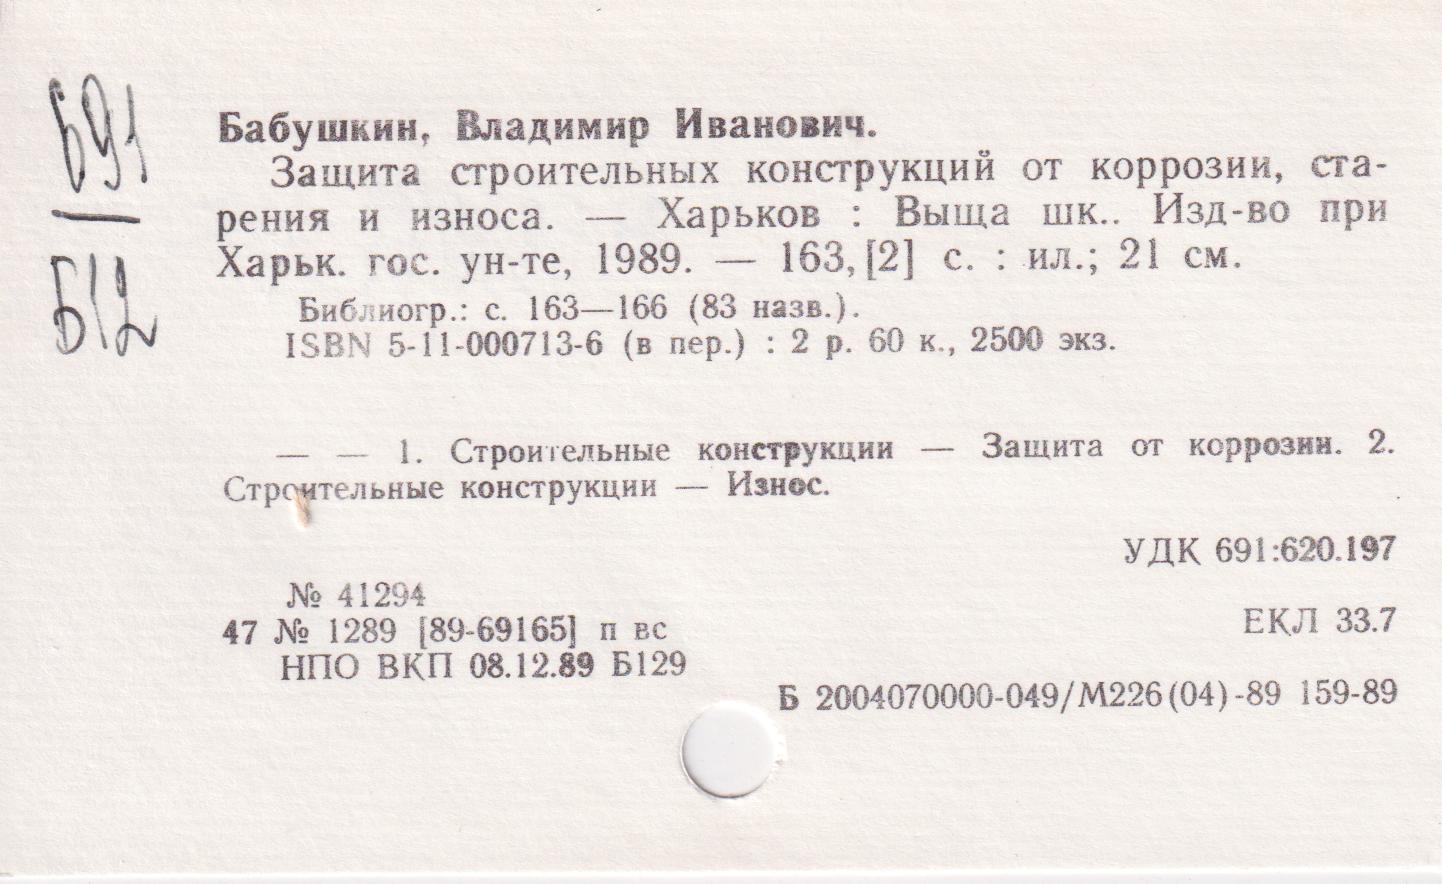 691
Б12
Бабушкин, Владимир Иванович.
Защита строительных конструкций от коррозии, ста-
рения и износа. — Харьков : Выща шк.. Изд-во при
Харьк. гос. ун-те, 1989. — 163, [2] с. : ил.; 21 см.
Библиогр.: с. 163—166 (83 назв.).
ISBN 5-11-000713-6 (в пер.) : 2 р. 60 к., 2500 экз.
— — 1. Строительные конструкции — Защита от коррозии. 2.
Строительные конструкции — Износ.
УДК 691:620.197
№ 41294
47 № 1289 [89-69165] п вс
ЕКЛ 33.7
НПО ВКП 08.12.89 Б129
Б 2004070000-049/М226(04)-89 159-89